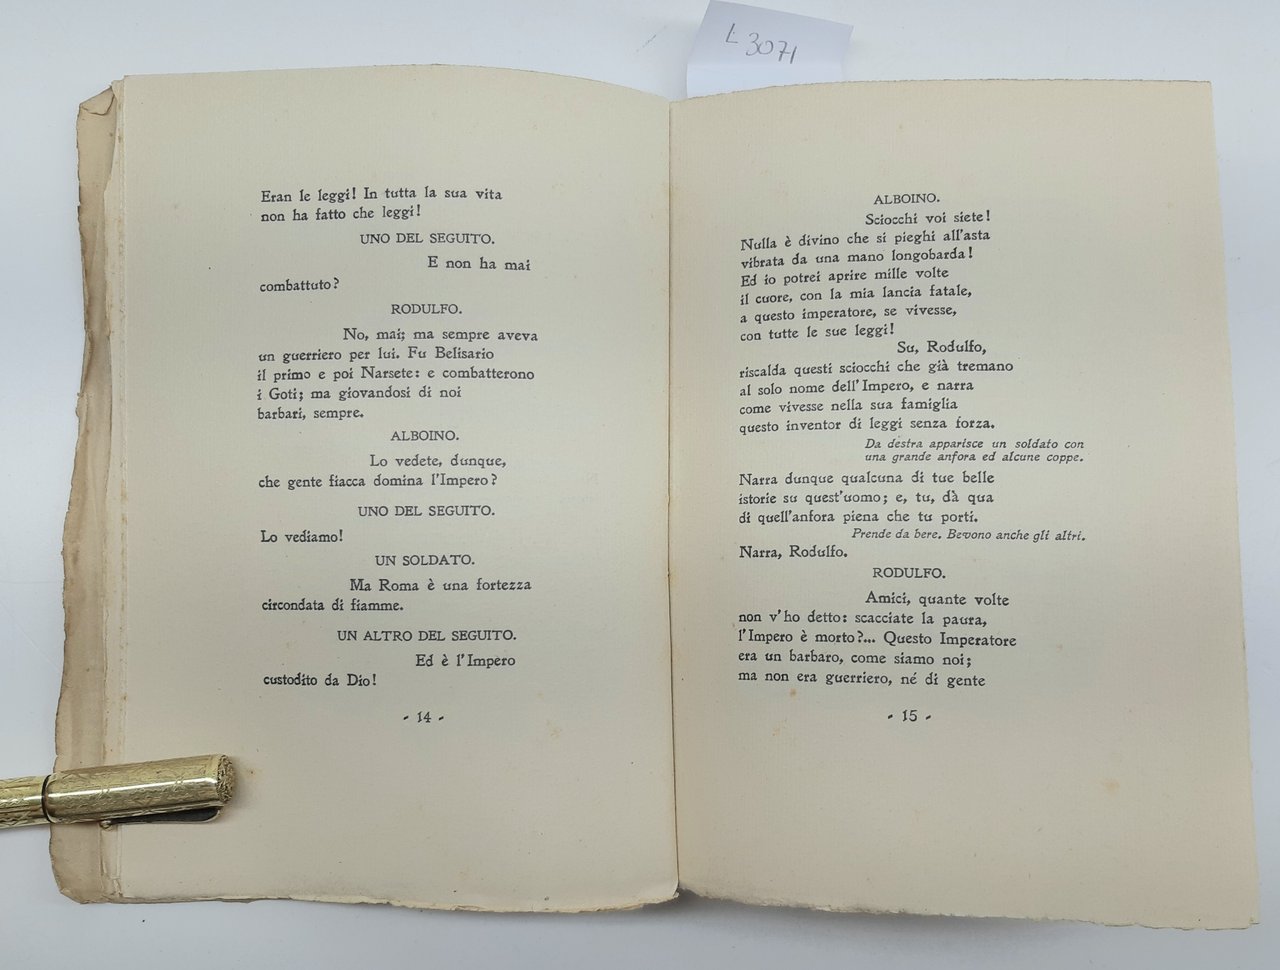 L 3071
Eran le leggi! In tutta la sua vita
non ha fatto che leggi!
UNO DEL SEGUITO.
E non ha mai
combattuto?
RODULFO.
No, mai; ma sempre aveva
un guerriero per lui. Fu Belisario
il primo e poi Narsete: e combatterono
i Goti; ma giovandosi di noi
barbari, sempre.
ALBOINO.
Lo vedete, dunque,
che gente fiacca domina l'Impero?
UNO DEL SEGUITO.
Lo vediamo!
UN SOLDATO.
Ma Roma è una fortezza
circondata di fiamme.
UN ALTRO DEL SEGUITO.
Ed è l'Impero
custodito da Dio!
- 14 -
ALBOINO.
Sciocchi voi siete!
Nulla è divino che si pieghi all'asta
vibrata da una mano longobarda!
Ed io potrei aprire mille volte
il cuore, con la mia lancia fatale,
a questo imperatore, se vivesse,
con tutte le sue leggi!
Su, Rodulfo,
riscalda questi sciocchi che già tremano
al solo nome dell'Impero, e narra
come vivesse nella sua famiglia
questo inventor di leggi senza forza.
Da destra apparisce un soldato con
una grande anfora ed alcune coppe.
Narra dunque qualcuna di tue belle
istorie su quest'uomo; e, tu, dà qua
di quell'anfora piena che tu porti.
Prende da bere. Bevono anche gli altri.
Narra, Rodulfo.
RODULFO.
Amici, quante volte
non v'ho detto: scacciate la paura,
l'Impero è morto?... Questo Imperatore
era un barbaro, come siamo noi;
ma non era guerriero, né di gente
- 15 -